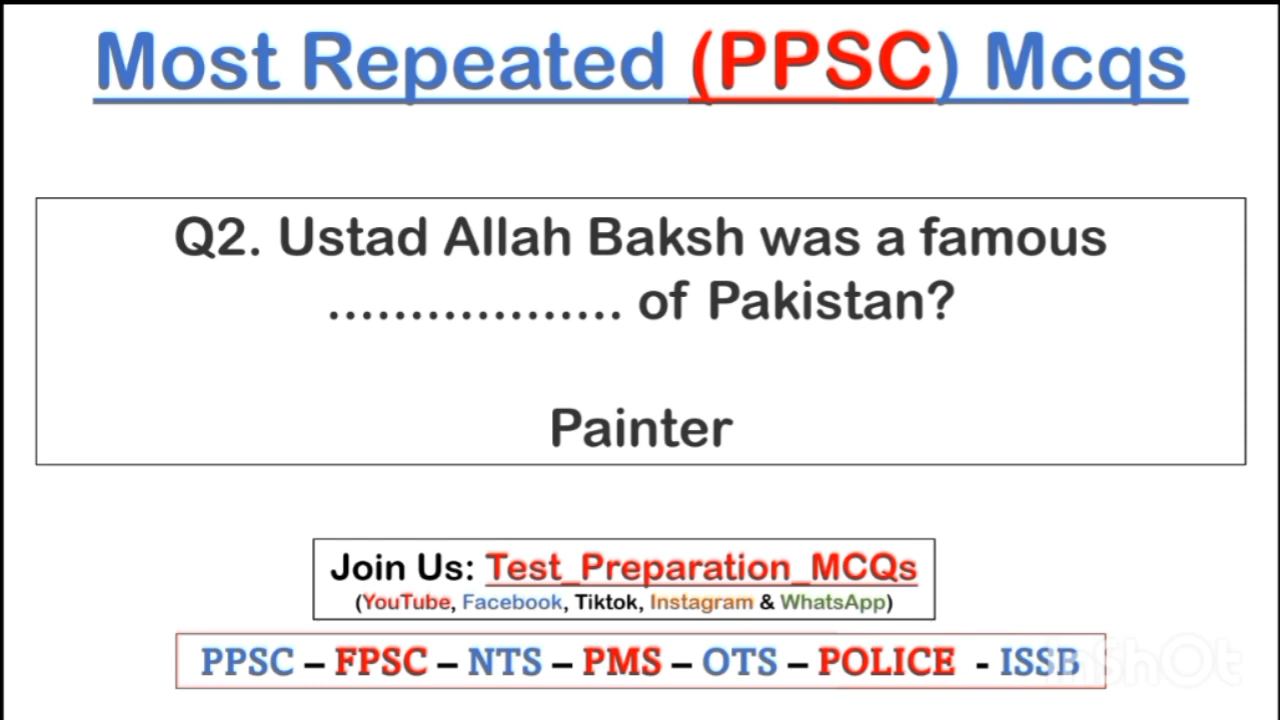 Most Repeated (PPSC) Mcqs
Q2. Ustad Allah Baksh was a famous
.................. of Pakistan?
Painter
Join Us: Test_Preparation_MCQs
(YouTube, Facebook, Tiktok, Instagram & WhatsApp)
PPSC – FPSC – NTS – PMS – OTS – POLICE - ISSB
InShOt